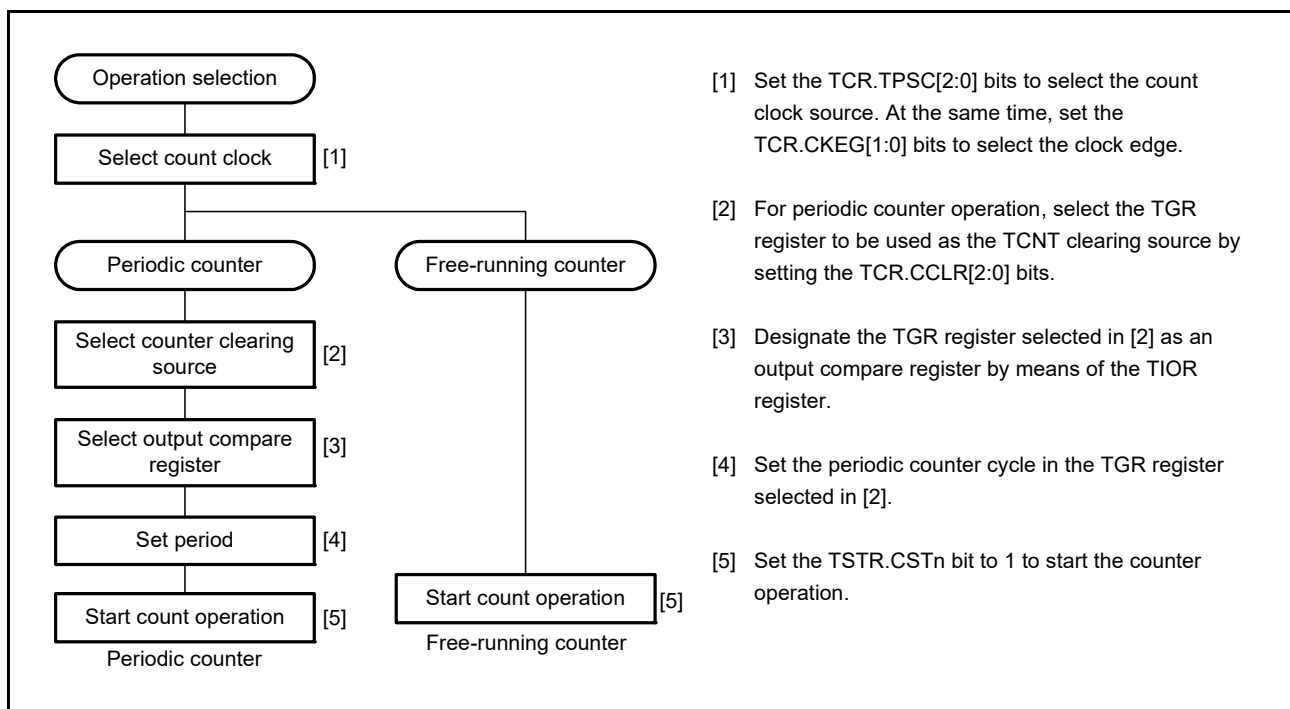 Operation selection
Select count clock
[1]
Periodic counter
Free-running counter
Select counter clearing
source
[2]
Select output compare
register
[3]
Set period
[4]
Start count operation
[5]
Periodic counter
Start count operation
[5]
Free-running counter
[1] Set the TCR.TPSC[2:0] bits to select the count
clock source. At the same time, set the
TCR.CKEG[1:0] bits to select the clock edge.
[2] For periodic counter operation, select the TGR
register to be used as the TCNT clearing source by
setting the TCR.CCLR[2:0] bits.
[3] Designate the TGR register selected in [2] as an
output compare register by means of the TIOR
register.
[4] Set the periodic counter cycle in the TGR register
selected in [2].
[5] Set the TSTR.CSTn bit to 1 to start the counter
operation.